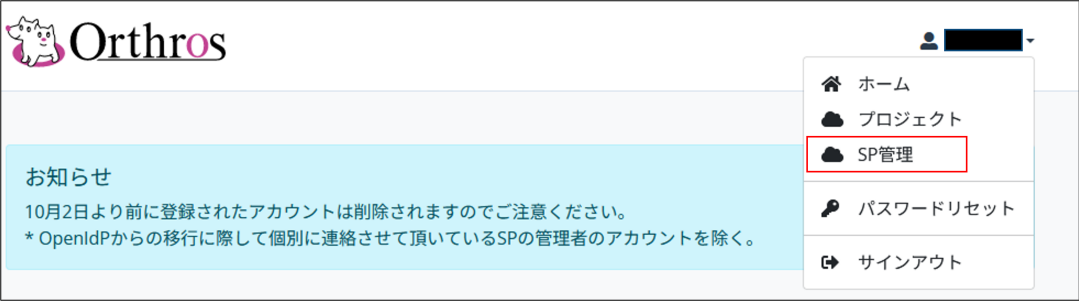 Orthros
ホーム
プロジェクト
SP管理
パスワードリセット
サインアウト
お知らせ
10月2日より前に登録されたアカウントは削除されますのでご注意ください。
* OpenIdPからの移行に際して個別に連絡させて頂いているSPの管理者のアカウントを除く。